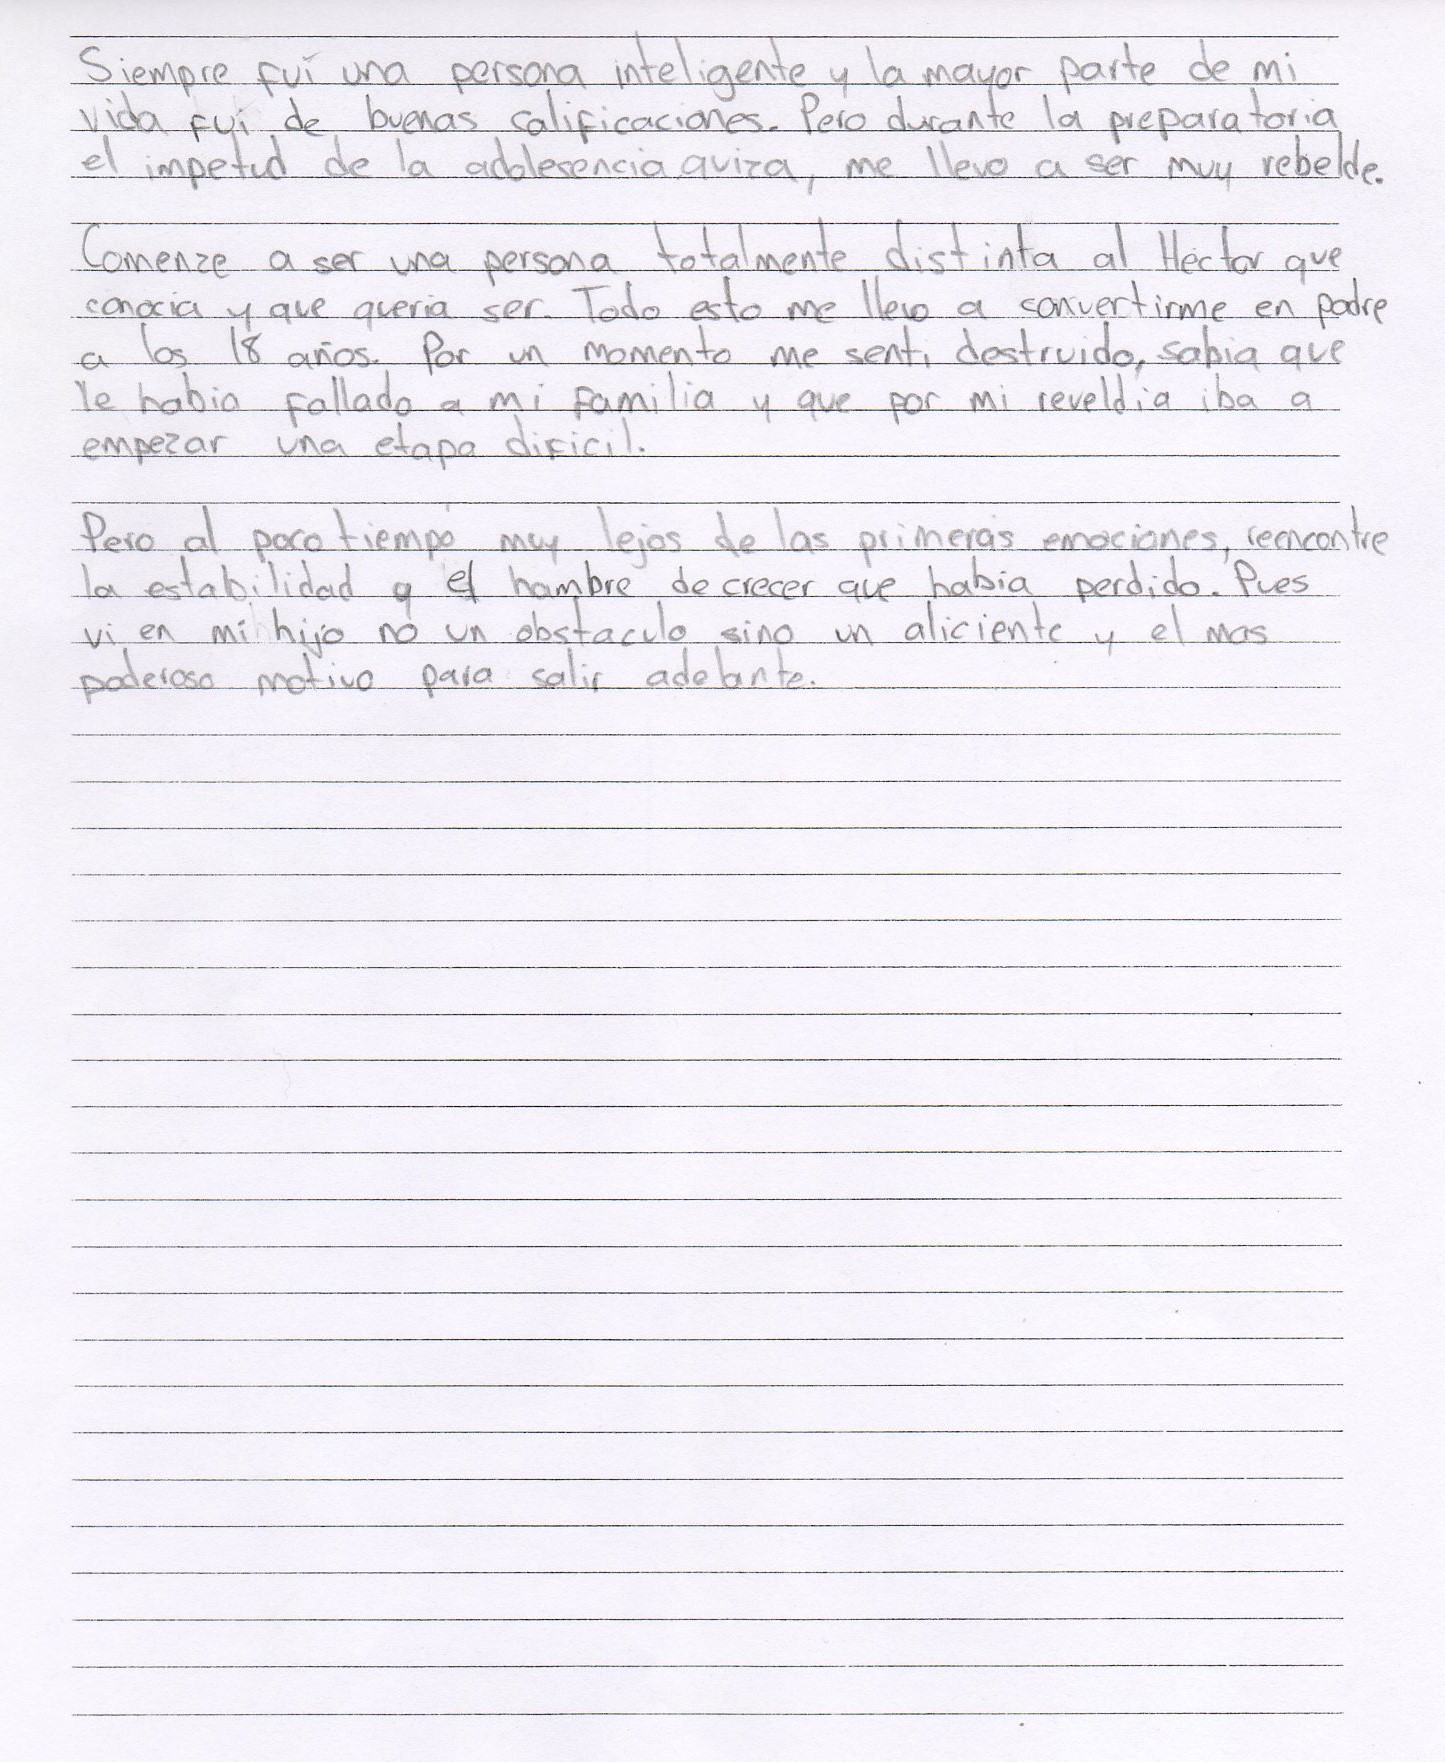 Siempre fui una persona inteligente y la mayor parte de mi
vida fui de buenas calificaciones. Pero durante la preparatoria
el impetud de la adolesencia quiza, me llevo a ser muy rebelde.
Comenze a ser una persona totalmente distinta al Hector que
conocia y que queria ser. Todo esto me llevo a convertirme en padre
a los 18 años. Por un momento me senti destruido, sabia que
le habia fallado a mi familia y que por mi reveldia iba a
empezar una etapa dificil.
Pero al poco tiempo muy lejos de las primeras emociones, reencontre
la estabilidad y el hambre de crecer que habia perdido. Pues
vi en mi hijo no un obstaculo sino un aliciente y el mas
poderoso motivo para salir adelante.